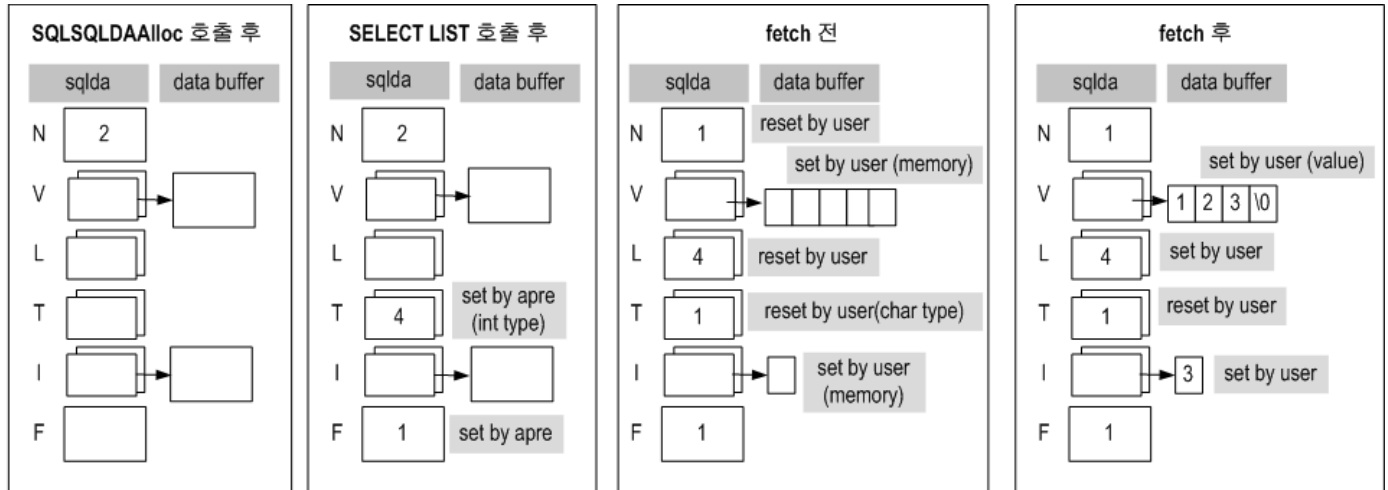 SQLSQLDAAlloc 호출 후
sqlda data buffer
N 2
V
L
T
I
F
SELECT LIST 호출 후
sqlda data buffer
N 2
V
L
T 4 set by apre
(int type)
I
F 1 set by apre
fetch 전
sqlda data buffer
N 1 reset by user
set by user (memory)
V
L 4 reset by user
T 1 reset by user(char type)
I set by user
(memory)
F 1
fetch 후
sqlda data buffer
N 1
set by user (value)
V 1 2 3 \0
L 4 set by user
T 1 reset by user
I 3 set by user
F 1